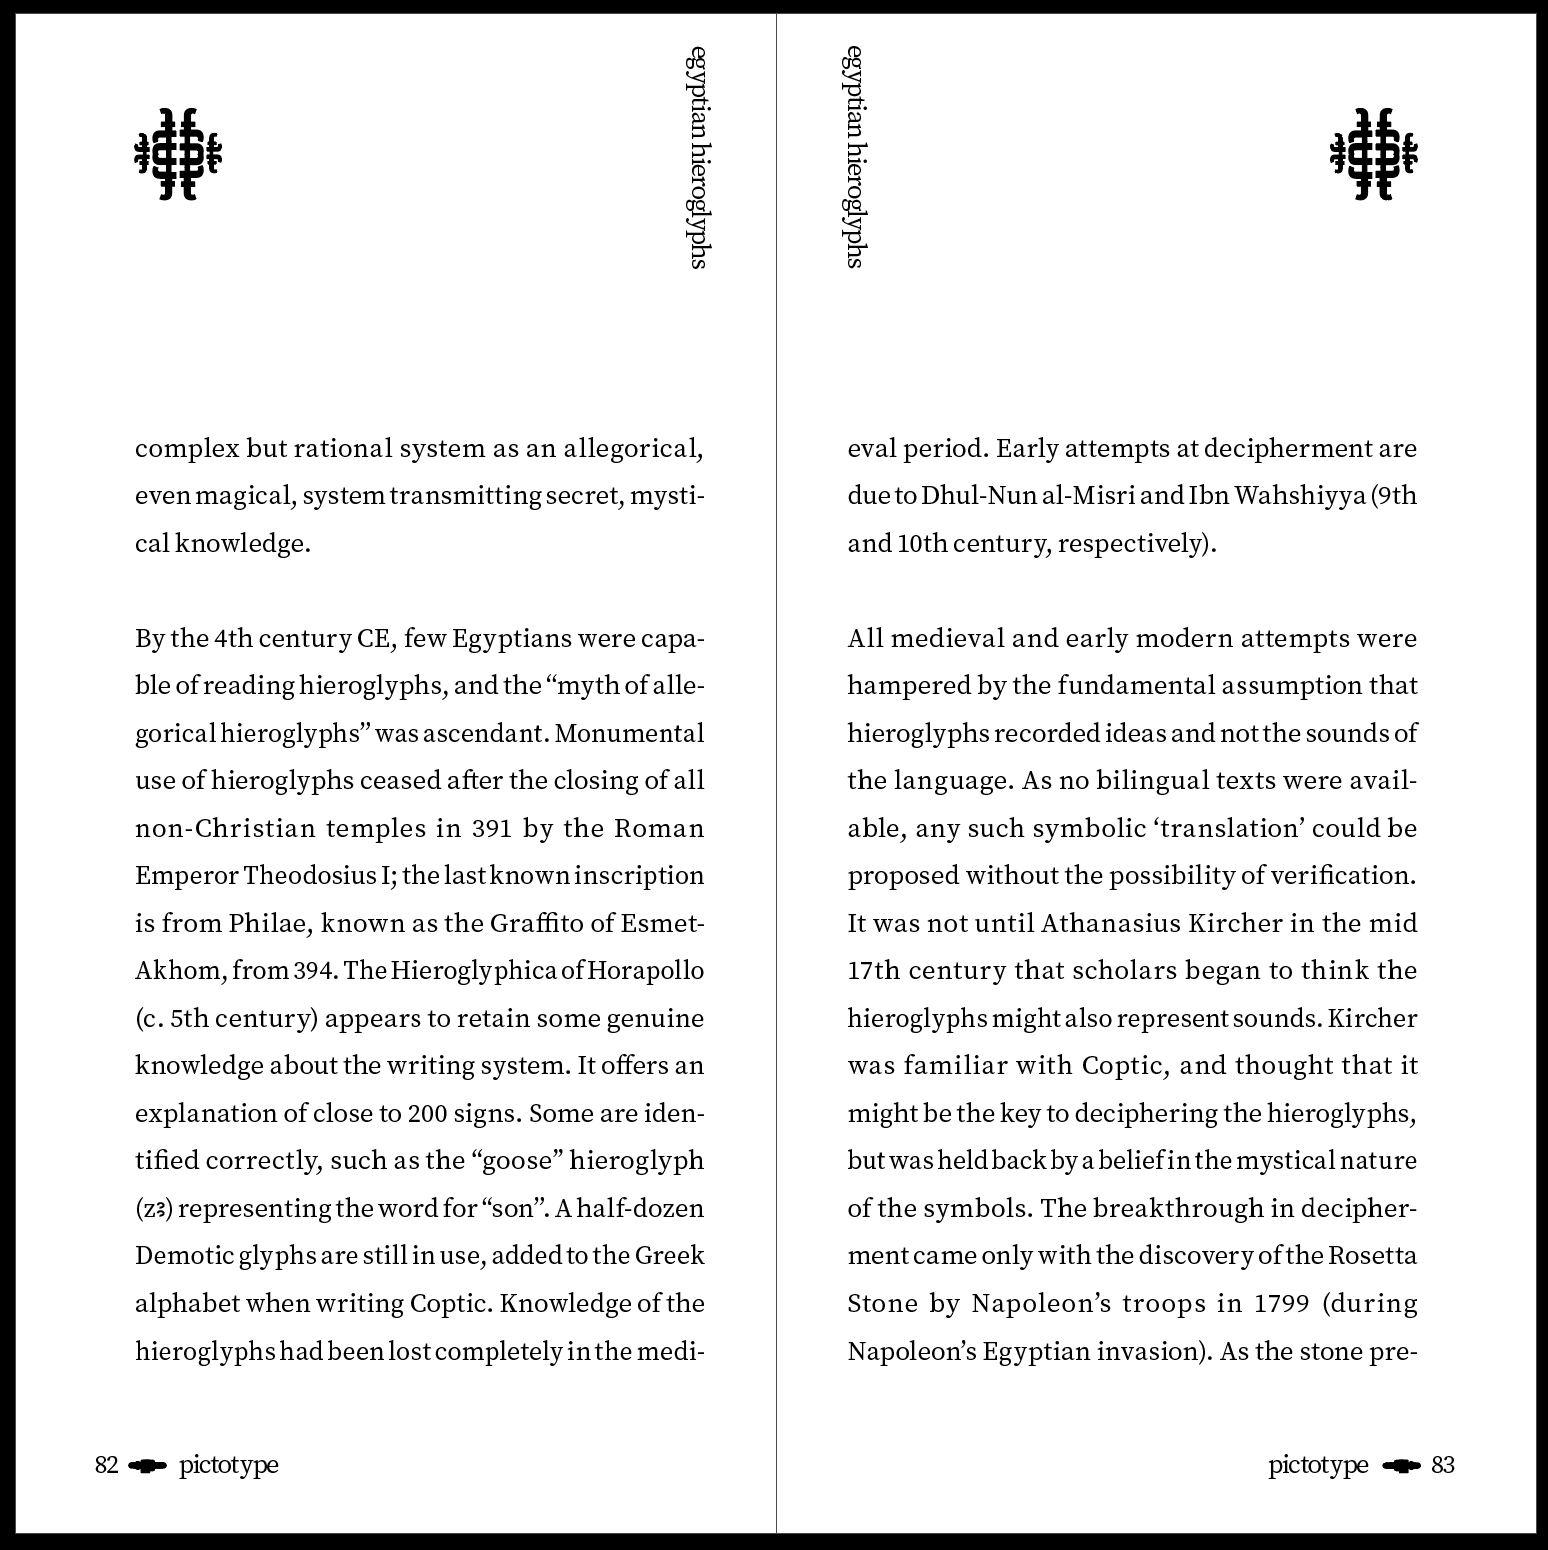 egyptian hieroglyphs
complex but rational system as an allegorical,
even magical, system transmitting secret, mysti-
cal knowledge.
By the 4th century CE, few Egyptians were capa-
ble of reading hieroglyphs, and the “myth of alle-
gorical hieroglyphs” was ascendant. Monumental
use of hieroglyphs ceased after the closing of all
non-Christian temples in 391 by the Roman
Emperor Theodosius I; the last known inscription
is from Philae, known as the Graffito of Esmet-
Akhom, from 394. The Hieroglyphica of Horapollo
(c. 5th century) appears to retain some genuine
knowledge about the writing system. It offers an
explanation of close to 200 signs. Some are iden-
tified correctly, such as the “goose” hieroglyph
(zꜣ) representing the word for “son”. A half-dozen
Demotic glyphs are still in use, added to the Greek
alphabet when writing Coptic. Knowledge of the
hieroglyphs had been lost completely in the medi-
82 pictotype
egyptian hieroglyphs
eval period. Early attempts at decipherment are
due to Dhul-Nun al-Misri and Ibn Wahshiyya (9th
and 10th century, respectively).
All medieval and early modern attempts were
hampered by the fundamental assumption that
hieroglyphs recorded ideas and not the sounds of
the language. As no bilingual texts were avail-
able, any such symbolic ‘translation’ could be
proposed without the possibility of verification.
It was not until Athanasius Kircher in the mid
17th century that scholars began to think the
hieroglyphs might also represent sounds. Kircher
was familiar with Coptic, and thought that it
might be the key to deciphering the hieroglyphs,
but was held back by a belief in the mystical nature
of the symbols. The breakthrough in decipher-
ment came only with the discovery of the Rosetta
Stone by Napoleon’s troops in 1799 (during
Napoleon’s Egyptian invasion). As the stone pre-
pictotype 83